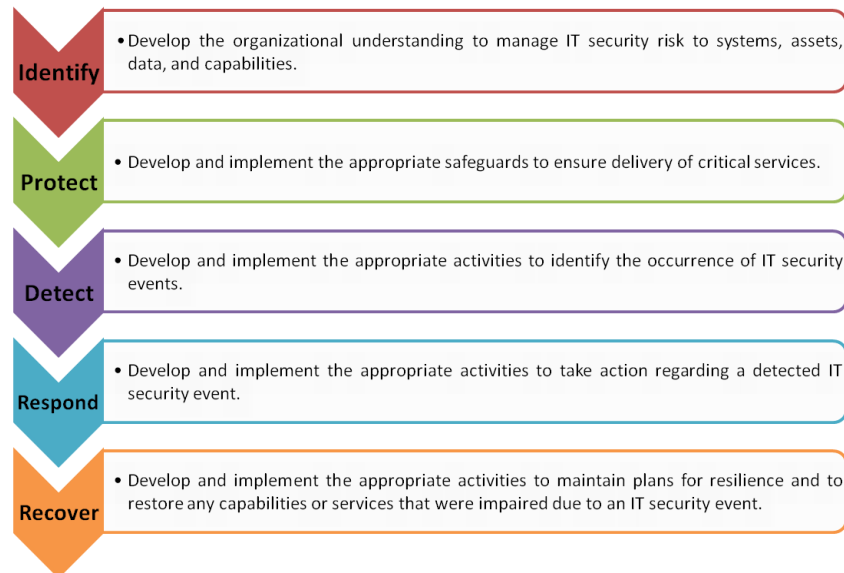 Identify
•Develop the organizational understanding to manage IT security risk to systems, assets,
data, and capabilities.
Protect
• Develop and implement the appropriate safeguards to ensure delivery of critical services.
Detect
• Develop and implement the appropriate activities to identify the occurrence of IT security
events.
Respond
• Develop and implement the appropriate activities to take action regarding a detected IT
security event.
Recover
• Develop and implement the appropriate activities to maintain plans for resilience and to
restore any capabilities or services that were impaired due to an IT security event.